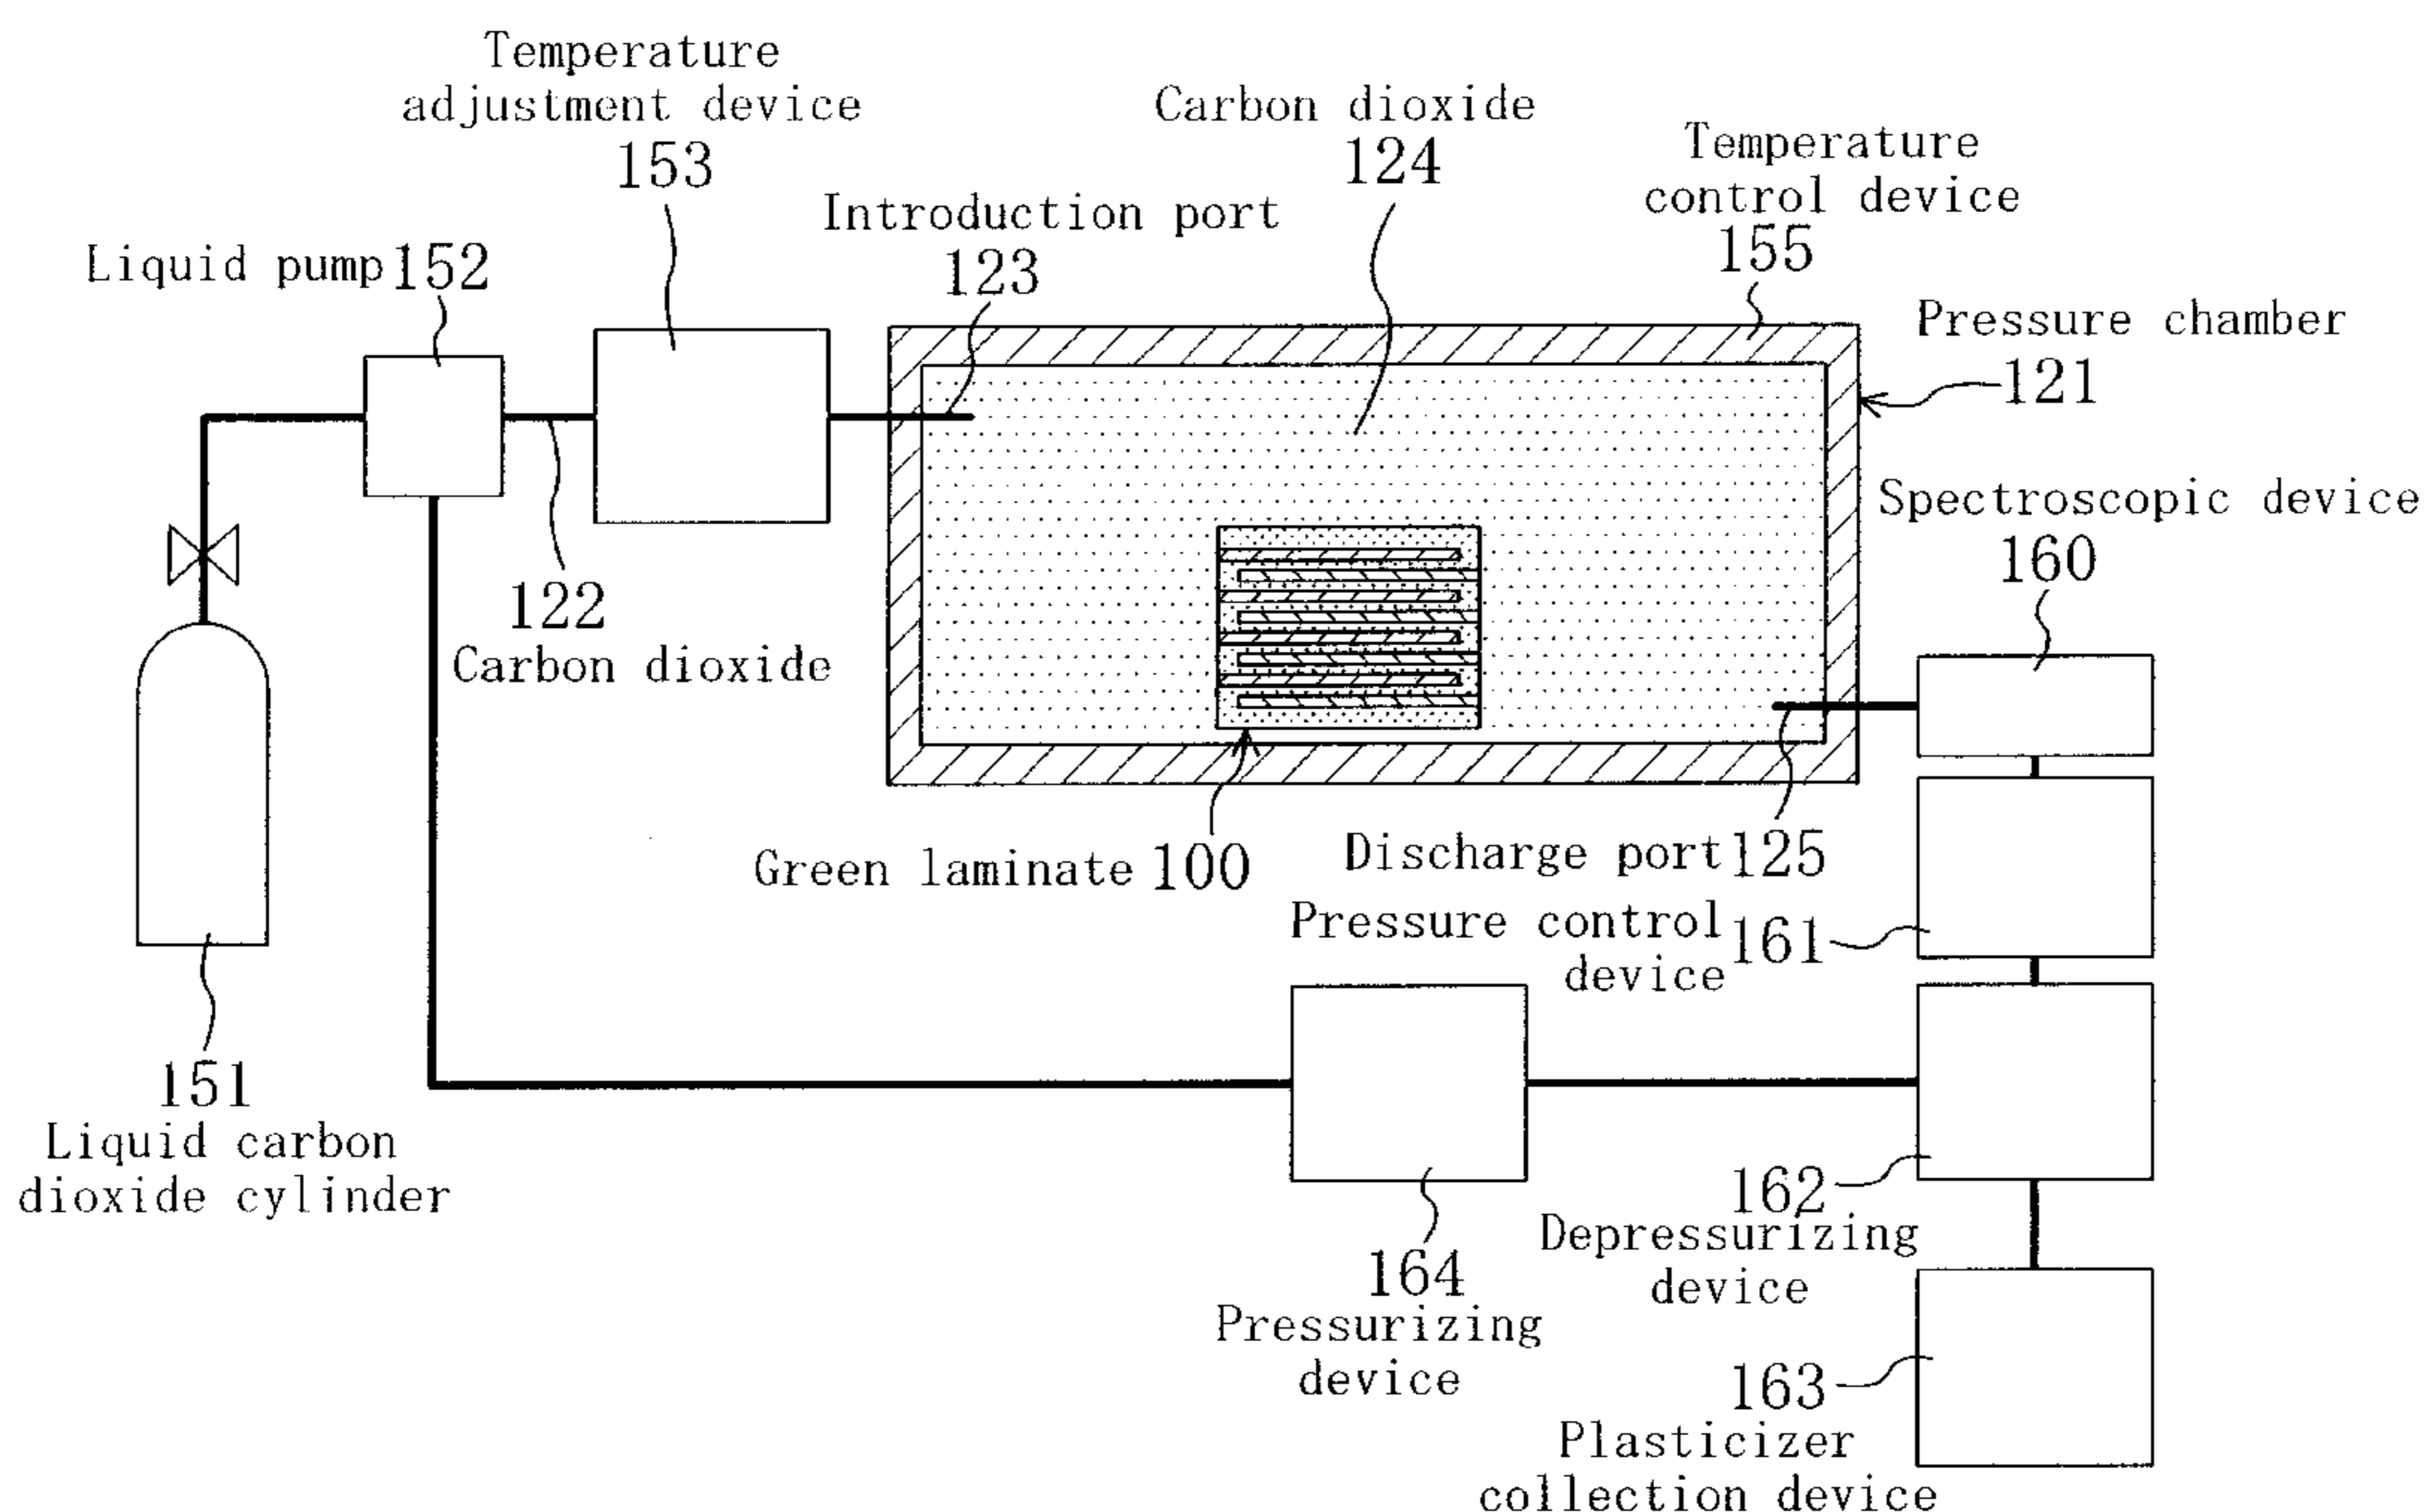 Temperature
adjustment device
153
Carbon dioxide
124
Temperature
control device
155
Introduction port
123
Liquid pump 152
Pressure chamber
121
Spectroscopic device
160
122
Carbon dioxide
Green laminate 100
Discharge port 125
Pressure control
device 161
151
Liquid carbon
dioxide cylinder
162
Depressurizing
device
164
Pressurizing
device
163
Plasticizer
collection device